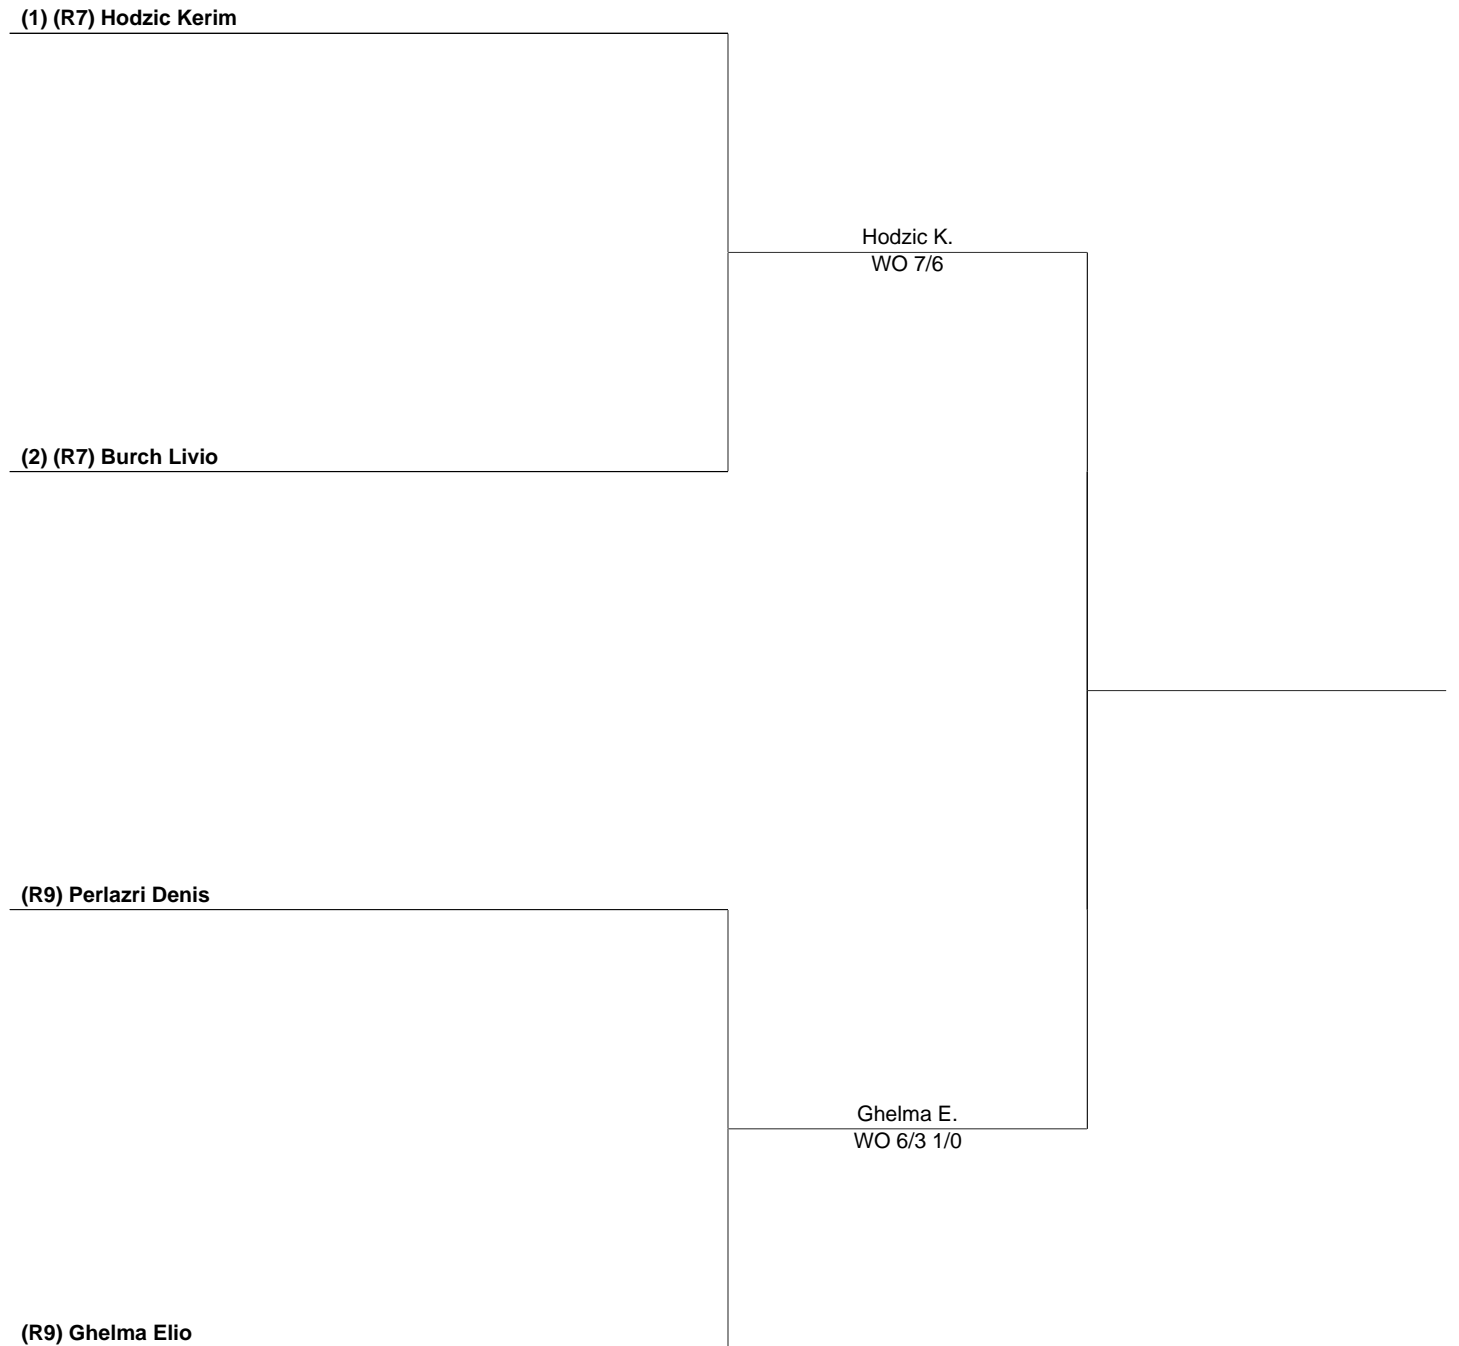 (1) (R7) Hodzic Kerim
Hodzic K.
WO 7/6
(2) (R7) Burch Livio
(R9) Perlazri Denis
Ghelma E.
WO 6/3 1/0
(R9) Ghelma Elio